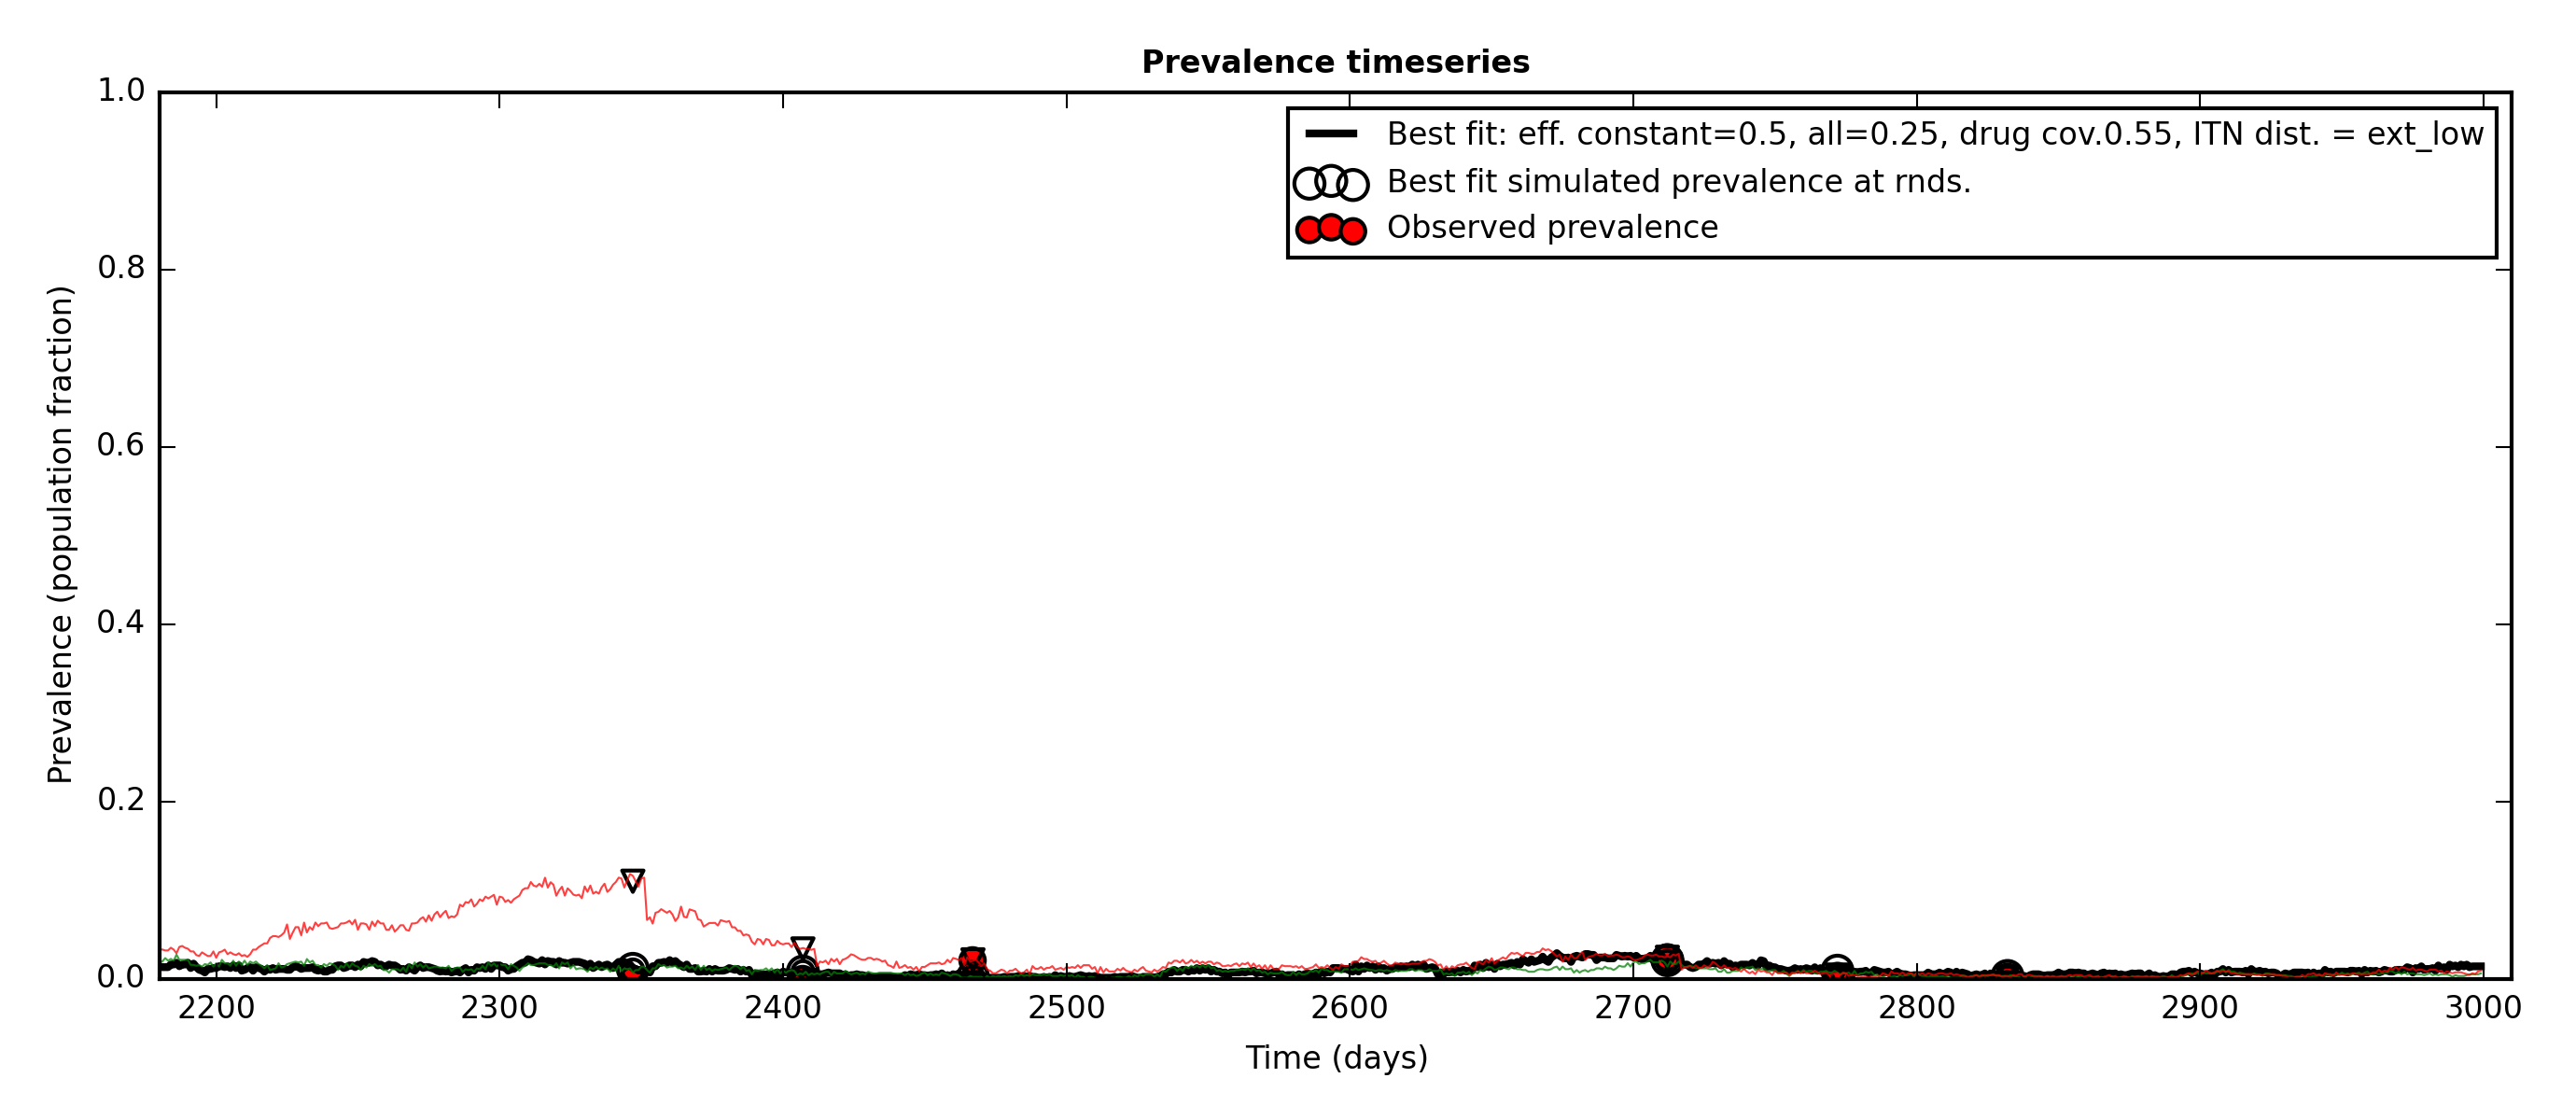 Prevalence timeseries
1.0
0.8
0.6
0.4
0.2
0.0
Prevalence (population fraction)
Best fit: eff. constant=0.5, all=0.25, drug cov.0.55, ITN dist. = ext_low
Best fit simulated prevalence at rnds.
Observed prevalence
2200 2300 2400 2500 2600 2700 2800 2900 3000
Time (days)